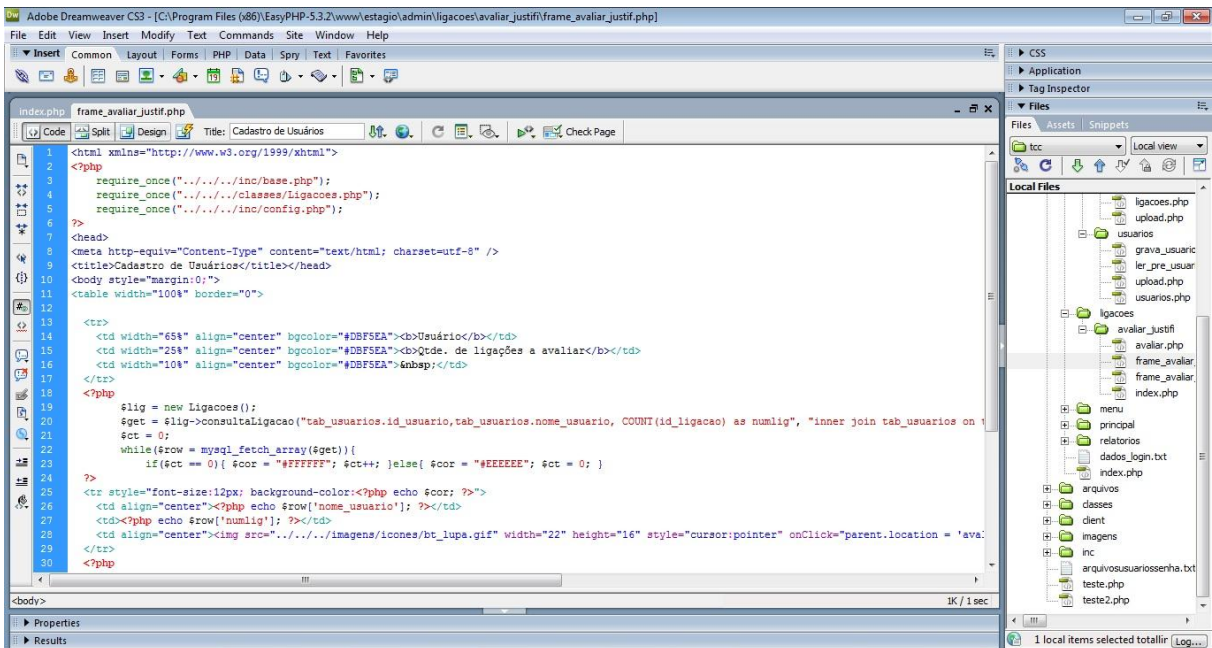 Adobe Dreamweaver CS3 - [C:\Program Files (x86)\EasyPHP-5.3.2\www\estagio\admin\ligacoes\avaliar_justifi\frame_avaliar_justif.php]
File Edit View Insert Modify Text Commands Site Window Help
Insert Common Layout Forms PHP Data Spry Text Favorites
index.php frame_avaliar_justif.php
Code Split Design Title: Cadastro de Usuários Check Page
1 <html xmlns="http://www.w3.org/1999/xhtml">
2 <?php
3 require_once("../../../inc/base.php");
4 require_once("../../../classes/Ligacoes.php");
5 require_once("../../../inc/config.php");
6 ?>
7 <head>
8 <meta http-equiv="Content-Type" content="text/html; charset=utf-8" />
9 <title>Cadastro de Usuários</title></head>
10 <body style="margin:0;">
11 <table width="100%" border="0">
12
13 <tr>
14 <td width="65%" align="center" bgcolor="#DBF5EA"><b>Usuário</b></td>
15 <td width="25%" align="center" bgcolor="#DBF5EA"><b>Qtde. de ligações a avaliar</b></td>
16 <td width="10%" align="center" bgcolor="#DBF5EA">&nbsp;</td>
17 </tr>
18 <?php
19 $lig = new Ligacoes();
20 $get = $lig->consultaLigacao("tab_usuarios.id_usuario,tab_usuarios.nome_usuario, COUNT(id_ligacao) as numlig", "inner join tab_usuarios on
21 $ct = 0;
22 while($row = mysql_fetch_array($get)){
23 if($ct == 0){ $cor = "#FFFFFF"; $ct++; }else{ $cor = "#EEEEEE"; $ct = 0; }
24 ?>
25 <tr style="font-size:12px; background-color:<?php echo $cor; ?>">
26 <td align="center"><?php echo $row['nome_usuario']; ?></td>
27 <td><?php echo $row['numlig']; ?></td>
28 <td align="center"><img src="../../../imagens/icones/bt_lupa.gif" width="22" height="16" style="cursor:pointer" onClick="parent.location = 'aval
29 </tr>
30 <?php
<body> 1K / 1 sec
Properties
Results
CSS
Application
Tag Inspector
Files
Files Assets Snippets
tcc Local view
Local Files
ligacoes.php
upload.php
usuarios
grava_usuaric
ler_pre_usuar
upload.php
usuarios.php
ligacoes
avaliar_justifi
avaliar.php
frame_avaliar_
frame_avaliar_
index.php
menu
principal
relatorios
dados_login.txt
index.php
arquivos
classes
client
imagens
inc
arquivosusuariossenha.txt
teste.php
teste2.php
1 local items selected totallir Log...